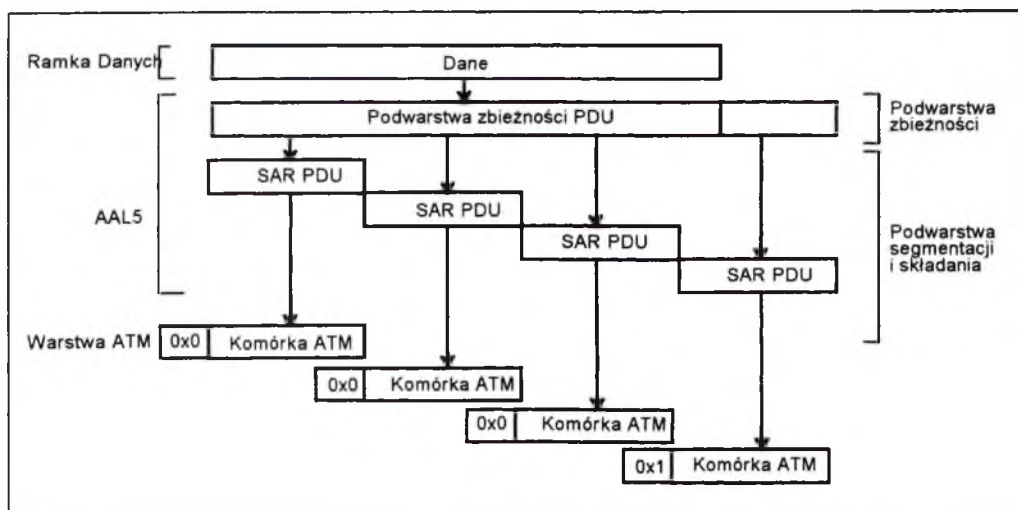 Ramka Danych
Dane
Podwarstwa zbieżności PDU
Podwarstwa
zbieżności
SAR PDU
SAR PDU
SAR PDU
SAR PDU
AAL5
Podwarstwa
segmentacji
i składania
Warstwa ATM
0x0 Komórka ATM
0x0 Komórka ATM
0x0 Komórka ATM
0x1 Komórka ATM